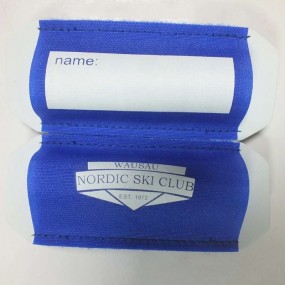 name:
WAUSAU
NORDIC SKI CLUB
EST. 1972